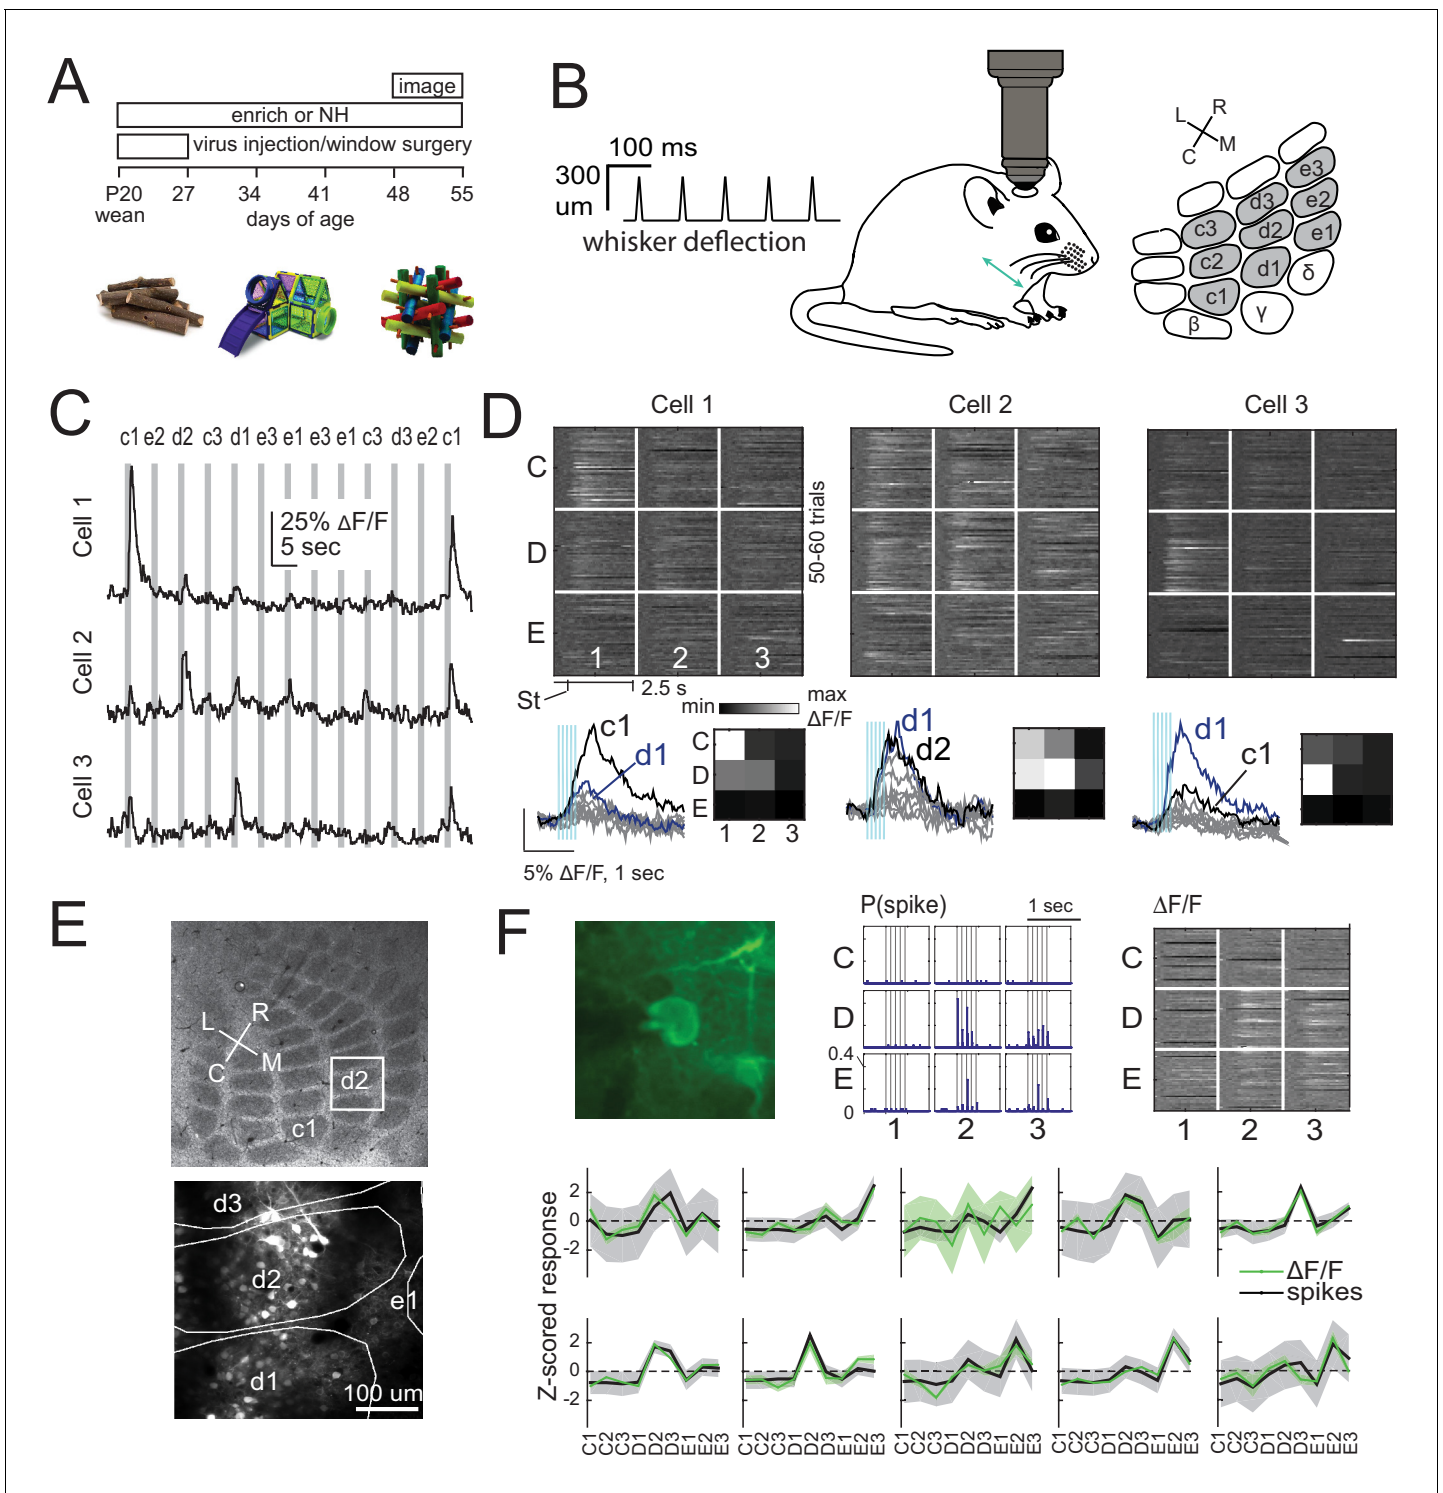 A
image
enrich or NH
virus injection/window surgery
P20 27 34 41 48 55
wean
days of age
B
100 ms
300
um
whisker deflection
L R
C M
e3
d3 e2
c3 d2 e1
c2 d1 δ
c1
β γ
C
c1 e2 d2 c3 d1 e3 e1 e3 e1 c3 d3 e2 c1
Cell 1
25% ΔF/F
5 sec
Cell 2
Cell 3
D
Cell 1 Cell 2 Cell 3
C
D
E
1 2 3
50-60 trials
St
2.5 s
min max
ΔF/F
c1
d1
C
D
E
1 2 3
5% ΔF/F, 1 sec
d1
d2
d1
c1
E
L R
C M
d2
c1
d3
d2
e1
d1
100 um
F
P(spike)
1 sec
C
D
E
0.4
0
1 2 3
ΔF/F
C
D
E
1 2 3
Z-scored response
2
0
-2
ΔF/F
spikes
2
0
-2
C1 C2 C3 D1 D2 D3 E1 E2 E3
C1 C2 C3 D1 D2 D3 E1 E2 E3
C1 C2 C3 D1 D2 D3 E1 E2 E3
C1 C2 C3 D1 D2 D3 E1 E2 E3
C1 C2 C3 D1 D2 D3 E1 E2 E3